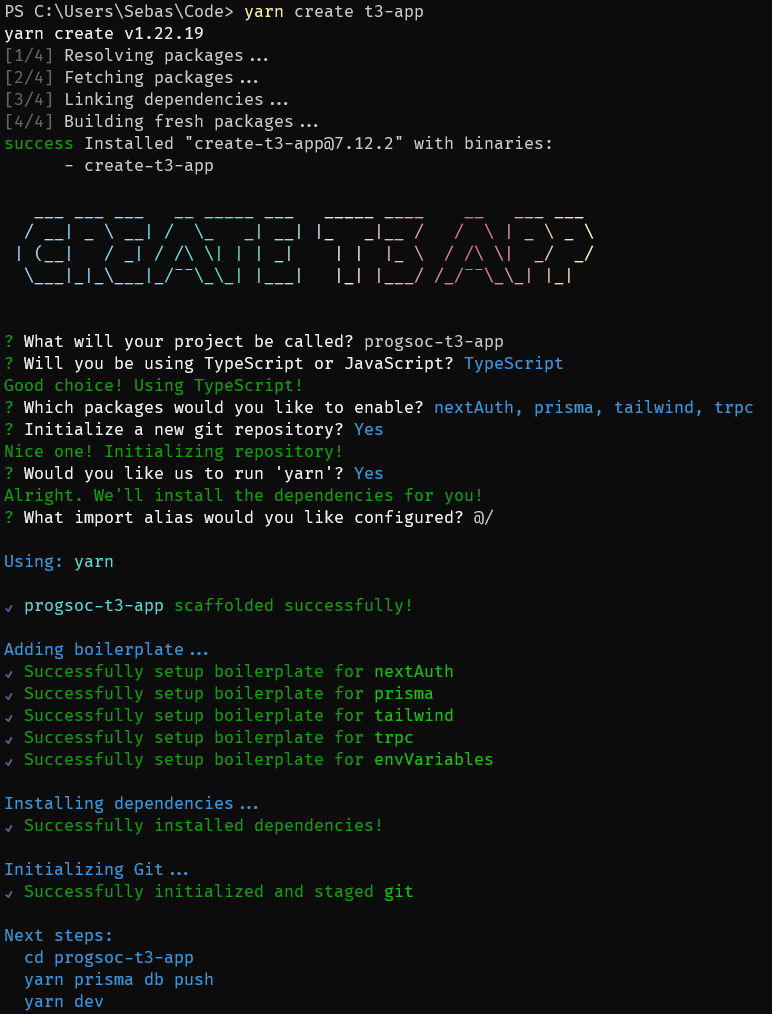 PS C:\Users\Sebas\Code> yarn create t3-app
yarn create v1.22.19
[1/4] Resolving packages...
[2/4] Fetching packages...
[3/4] Linking dependencies...
[4/4] Building fresh packages...
success Installed "create-t3-app@7.12.2" with binaries:
      - create-t3-app
CREATE T3 APP
? What will your project be called? progsoc-t3-app
? Will you be using TypeScript or JavaScript? TypeScript
Good choice! Using TypeScript!
? Which packages would you like to enable? nextAuth, prisma, tailwind, trpc
? Initialize a new git repository? Yes
Nice one! Initializing repository!
? Would you like us to run 'yarn'? Yes
Alright. We'll install the dependencies for you!
? What import alias would you like configured? @/
Using: yarn
✔ progsoc-t3-app scaffolded successfully!
Adding boilerplate...
✔ Successfully setup boilerplate for nextAuth
✔ Successfully setup boilerplate for prisma
✔ Successfully setup boilerplate for tailwind
✔ Successfully setup boilerplate for trpc
✔ Successfully setup boilerplate for envVariables
Installing dependencies...
✔ Successfully installed dependencies!
Initializing Git...
✔ Successfully initialized and staged git
Next steps:
  cd progsoc-t3-app
  yarn prisma db push
  yarn dev